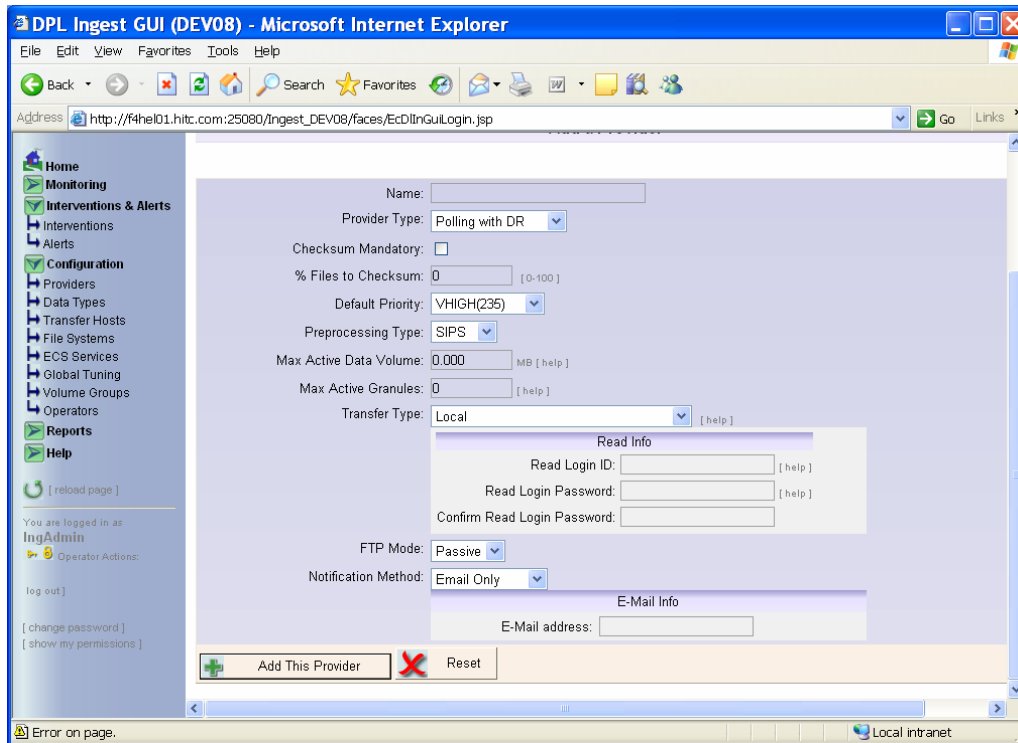 DPL Ingest GUI (DEV08) - Microsoft Internet Explorer
File Edit View Favorites Tools Help
Back Search Favorites
Address http://f4hel01.hitc.com:25080/Ingest_DEV08/faces/EcDlInGuiLogin.jsp Go Links
Home
Monitoring
Interventions & Alerts
Interventions
Alerts
Configuration
Providers
Data Types
Transfer Hosts
File Systems
ECS Services
Global Tuning
Volume Groups
Operators
Reports
Help
[ reload page ]
You are logged in as
IngAdmin
Operator Actions:
log out ]
[ change password ]
[ show my permissions ]
Name:
Provider Type: Polling with DR
Checksum Mandatory:
% Files to Checksum: 0 [0-100]
Default Priority: VHIGH(235)
Preprocessing Type: SIPS
Max Active Data Volume: 0.000 MB [ help ]
Max Active Granules: 0 [ help ]
Transfer Type: Local [ help ]
Read Info
Read Login ID: [ help ]
Read Login Password: [ help ]
Confirm Read Login Password:
FTP Mode: Passive
Notification Method: Email Only
E-Mail Info
E-Mail address:
Add This Provider Reset
Error on page. Local intranet